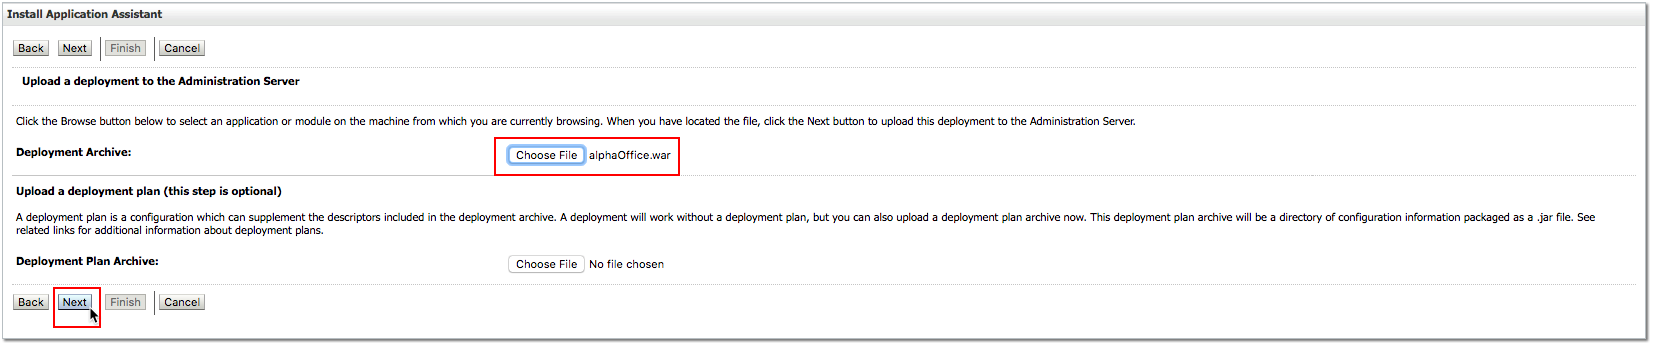 Install Application Assistant
Back Next Finish Cancel
Upload a deployment to the Administration Server
Click the Browse button below to select an application or module on the machine from which you are currently browsing. When you have located the file, click the Next button to upload this deployment to the Administration Server.
Deployment Archive: Choose File alphaOffice.war
Upload a deployment plan (this step is optional)
A deployment plan is a configuration which can supplement the descriptors included in the deployment archive. A deployment will work without a deployment plan, but you can also upload a deployment plan archive now. This deployment plan archive will be a directory of configuration information packaged as a .jar file. See
related links for additional information about deployment plans.
Deployment Plan Archive: Choose File No file chosen
Back Next Finish Cancel